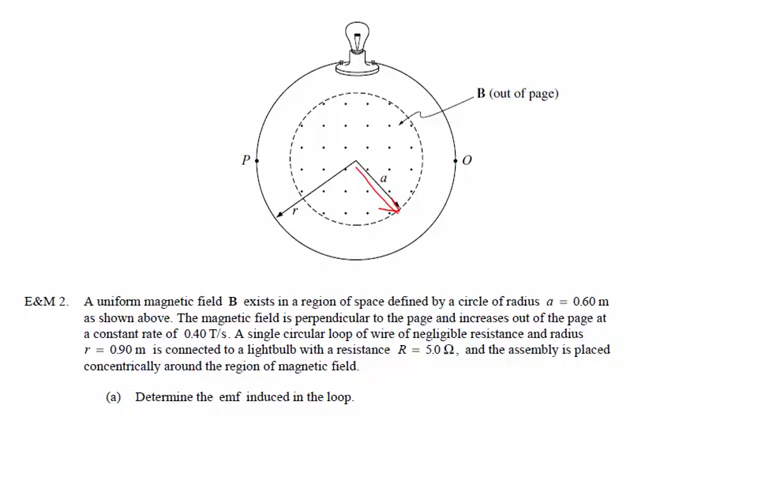 B (out of page)
P
O
a
r
E&M 2. A uniform magnetic field B exists in a region of space defined by a circle of radius a = 0.60 m
as shown above. The magnetic field is perpendicular to the page and increases out of the page at
a constant rate of 0.40 T/s. A single circular loop of wire of negligible resistance and radius
r = 0.90 m is connected to a lightbulb with a resistance R = 5.0 Ω, and the assembly is placed
concentrically around the region of magnetic field.
(a) Determine the emf induced in the loop.